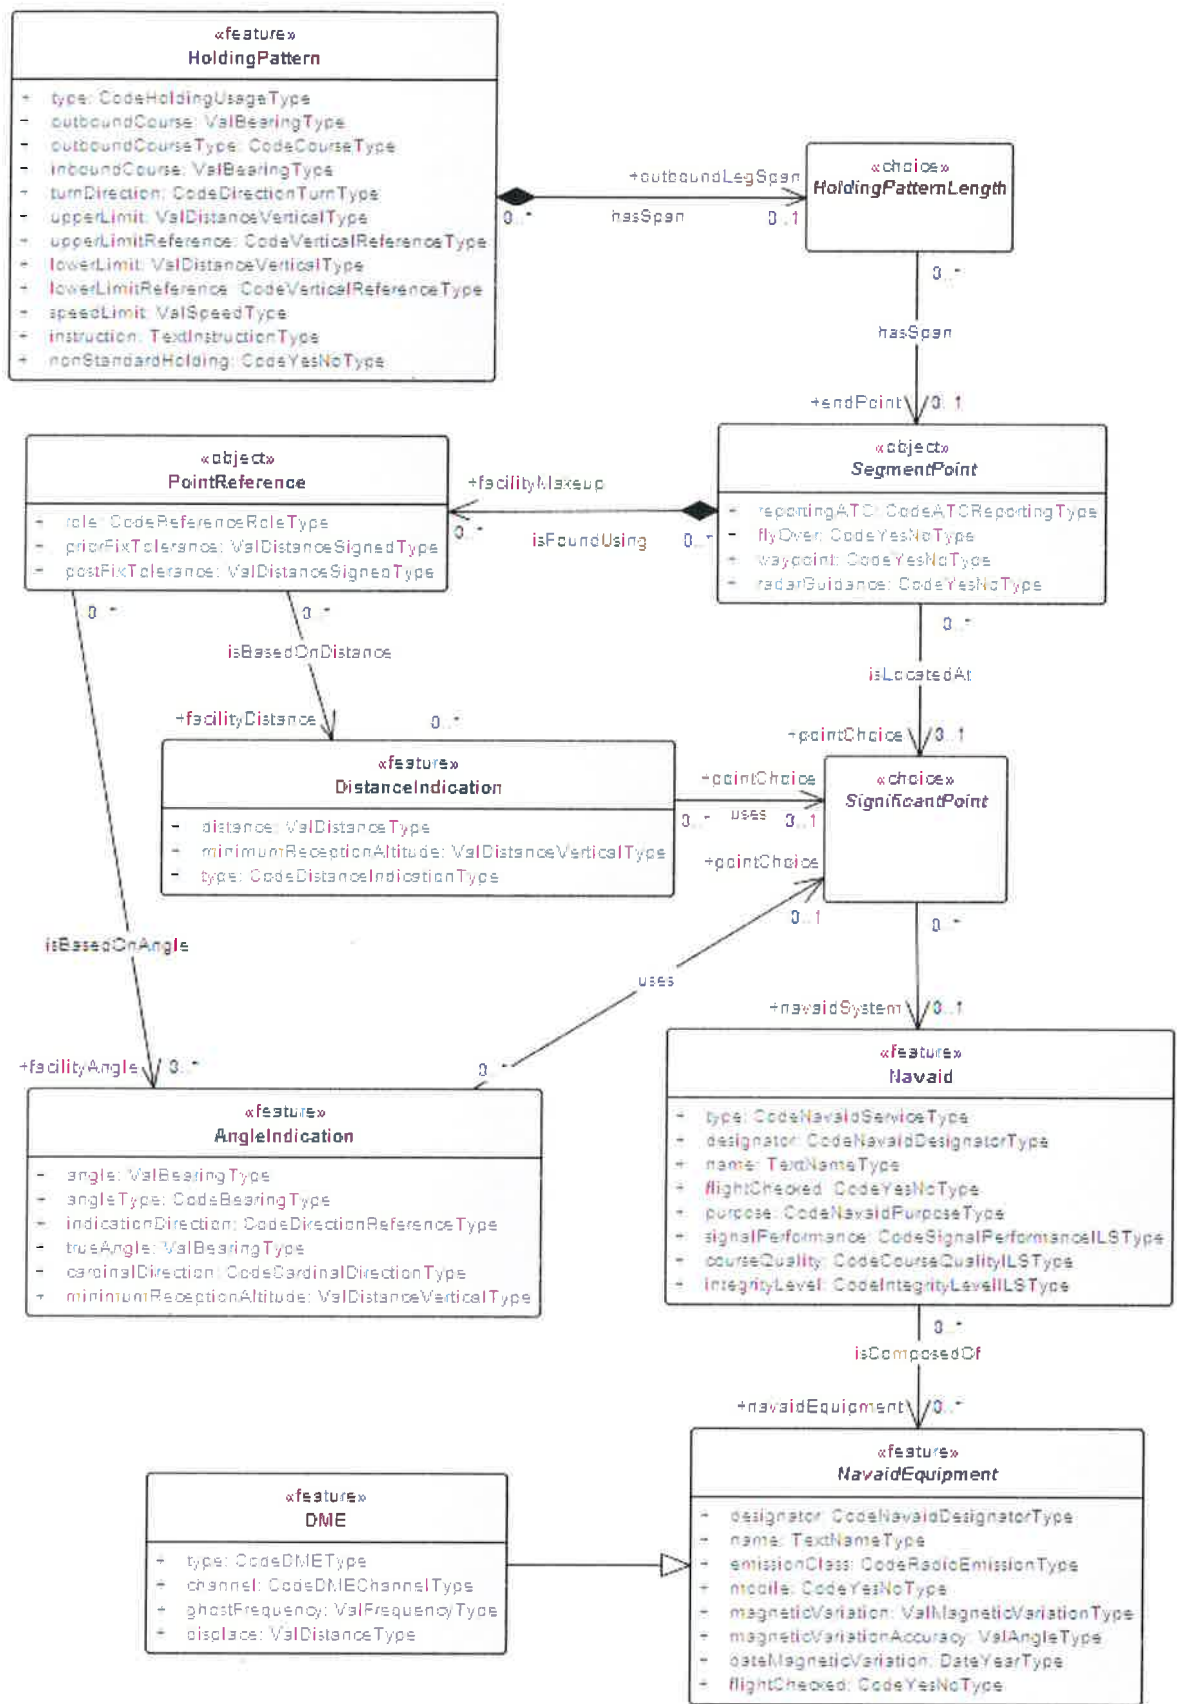 «feature»
HoldingPattern
+ type: CodeHoldingUsageType
+ outboundCourse: ValBearingType
+ outboundCourseType: CodeCourseType
+ inboundCourse: ValBearingType
+ turnDirection: CodeDirectionTurnType
+ upperLimit: ValDistanceVerticalType
+ upperLimitReference: CodeVerticalReferenceType
+ lowerLimit: ValDistanceVerticalType
+ lowerLimitReference: CodeVerticalReferenceType
+ speedLimit: ValSpeedType
+ instruction: TextInstructionType
+ nonStandardHolding: CodeYesNoType
+outboundLegSpan
0..* hasSpan 0..1
«choice»
HoldingPatternLength
0..*
hasSpan
+endPoint 0..1
«object»
SegmentPoint
+ reportingATC: CodeATCReportingType
+ flyOver: CodeYesNoType
+ waypoint: CodeYesNoType
+ radarGuidance: CodeYesNoType
+facilityMakeup
0..* isFoundUsing 0..*
«object»
PointReference
+ role: CodeReferenceRoleType
+ priorFixTolerance: ValDistanceSignedType
+ postFixTolerance: ValDistanceSignedType
0..* 0..*
isBasedOnDistance
+facilityDistance 0..*
0..*
isLocatedAt
+pointChoice 0..1
«feature»
DistanceIndication
+ distance: ValDistanceType
+ minimumReceptionAltitude: ValDistanceVerticalType
+ type: CodeDistanceIndicationType
+pointChoice
0..* uses 0..1
«choice»
SignificantPoint
+pointChoice
0..1
0..*
isBasedOnAngle
uses
+navaidSystem 0..1
+facilityAngle 0..*
0..*
«feature»
AngleIndication
+ angle: ValBearingType
+ angleType: CodeBearingType
+ indicationDirection: CodeDirectionReferenceType
+ trueAngle: ValBearingType
+ cardinalDirection: CodeCardinalDirectionType
+ minimumReceptionAltitude: ValDistanceVerticalType
«feature»
Navaid
+ type: CodeNavaidServiceType
+ designator: CodeNavaidDesignatorType
+ name: TextNameType
+ flightChecked: CodeYesNoType
+ purpose: CodeNavaidPurposeType
+ signalPerformance: CodeSignalPerformanceILSType
+ courseQuality: CodeCourseQualityILSType
+ integrityLevel: CodeIntegrityLevelILSType
0..*
isComposedOf
+navaidEquipment 0..*
«feature»
DME
+ type: CodeDMEType
+ channel: CodeDMEChannelType
+ ghostFrequency: ValFrequencyType
+ displace: ValDistanceType
«feature»
NavaidEquipment
+ designator: CodeNavaidDesignatorType
+ name: TextNameType
+ emissionClass: CodeRadioEmissionType
+ mobile: CodeYesNoType
+ magneticVariation: ValMagneticVariationType
+ magneticVariationAccuracy: ValAngleType
+ dateMagneticVariation: DateYearType
+ flightChecked: CodeYesNoType